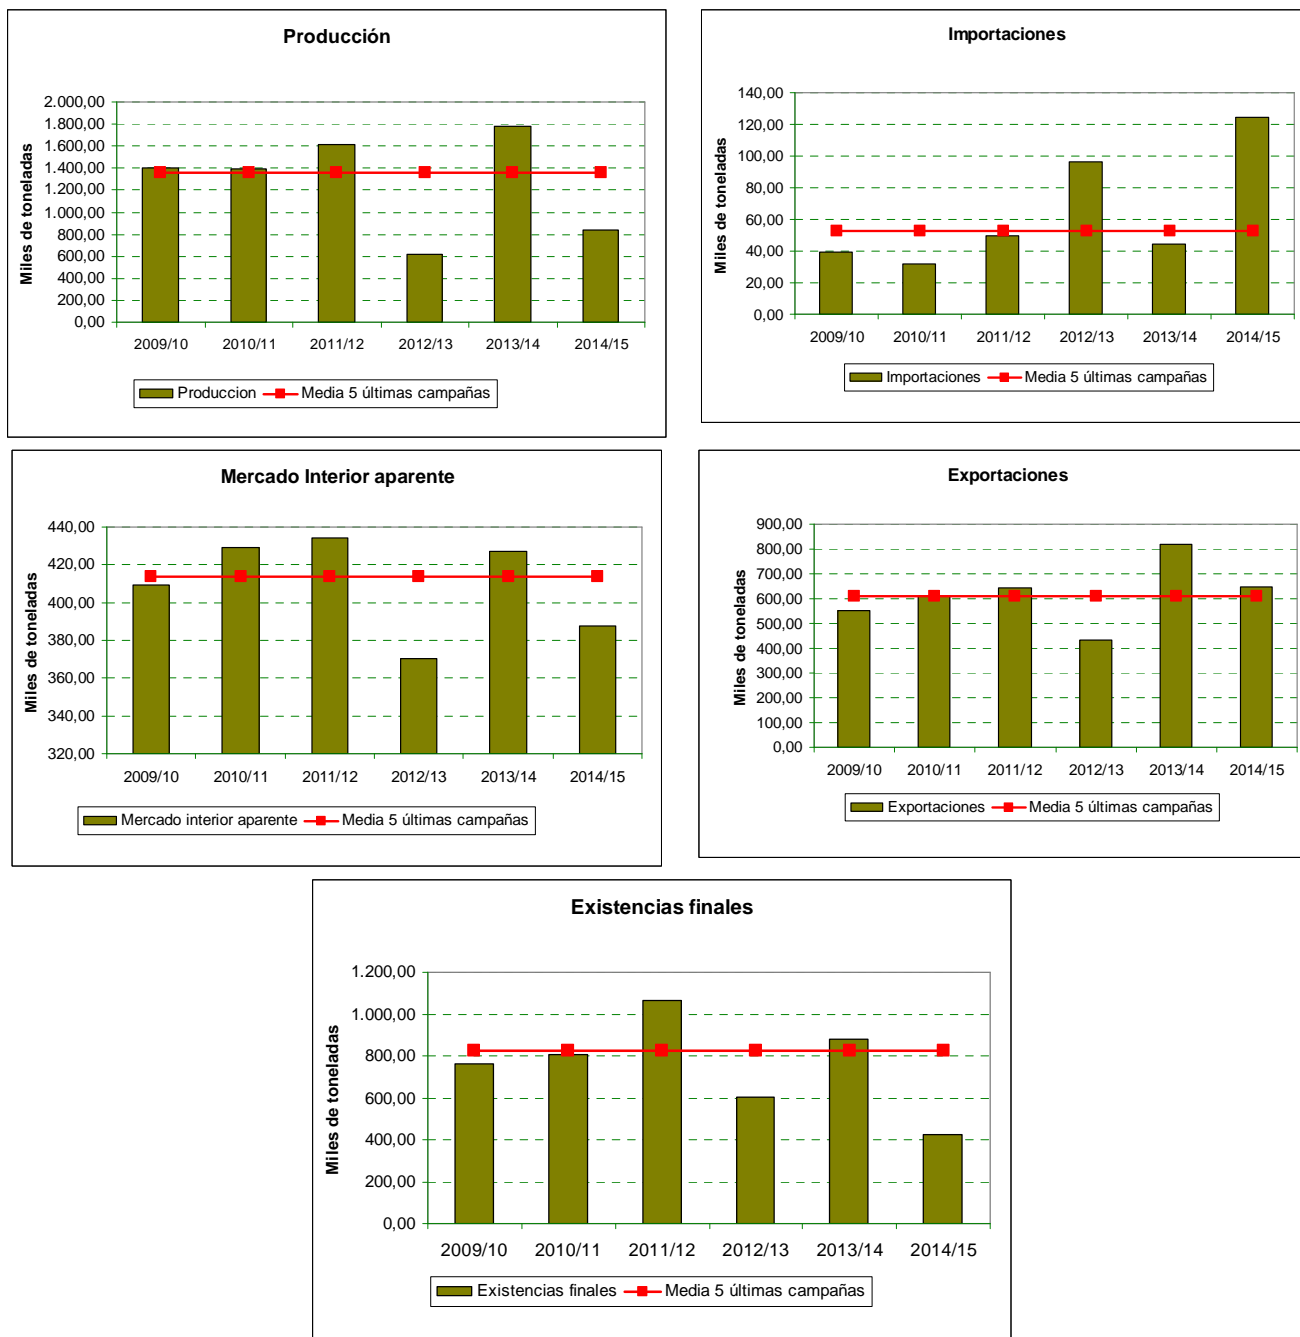 Producción
Miles de toneladas
2.000,00
1.800,00
1.600,00
1.400,00
1.200,00
1.000,00
800,00
600,00
400,00
200,00
0,00
2009/10 2010/11 2011/12 2012/13 2013/14 2014/15
Produccion Media 5 últimas campañas
Importaciones
Miles de toneladas
140,00
120,00
100,00
80,00
60,00
40,00
20,00
0,00
2009/10 2010/11 2011/12 2012/13 2013/14 2014/15
Importaciones Media 5 últimas campañas
Mercado Interior aparente
Miles de toneladas
440,00
420,00
400,00
380,00
360,00
340,00
320,00
2009/10 2010/11 2011/12 2012/13 2013/14 2014/15
Mercado interior aparente Media 5 últimas campañas
Exportaciones
Miles de toneladas
900,00
800,00
700,00
600,00
500,00
400,00
300,00
200,00
100,00
0,00
2009/10 2010/11 2011/12 2012/13 2013/14 2014/15
Exportaciones Media 5 últimas campañas
Existencias finales
Miles de toneladas
1.200,00
1.000,00
800,00
600,00
400,00
200,00
0,00
2009/10 2010/11 2011/12 2012/13 2013/14 2014/15
Existencias finales Media 5 últimas campañas